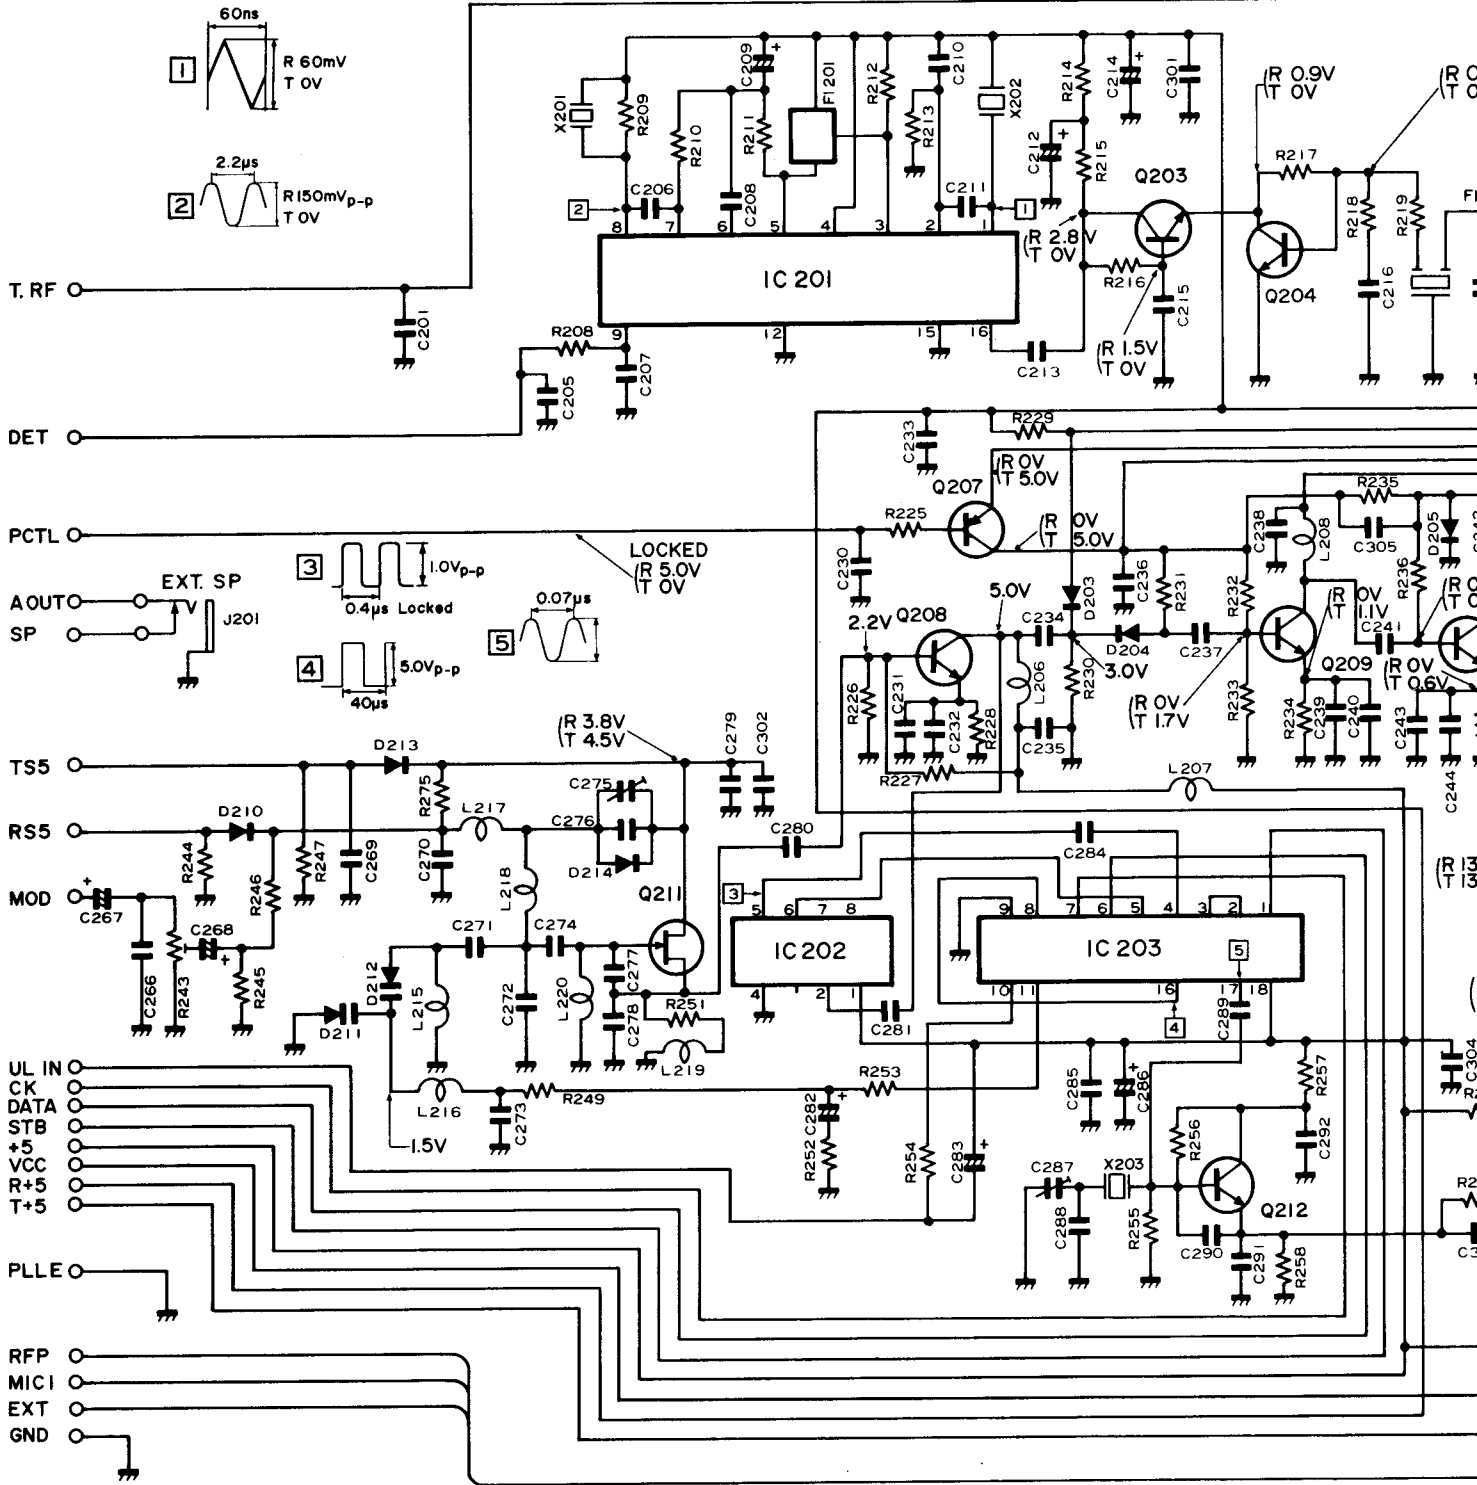 60ns
1
R 60mV
T 0V
2.2µs
2
R150mVp-p
T 0V
X201
R209
C209
F1201
R212
C210
X202
R214
C214
C301
(R 0.9V
(T 0V
R210
R211
R213
C212
R215
Q203
R217
C206
C208
C211
2
1
R218
R219
8
7
6
5
4
3
2
1
(R 2.8V
(T 0V
T. RF
IC 201
R216
C215
Q204
C216
C201
R208
9
12
15
16
C205
C207
C213
(R 1.5V
(T 0V
DET
C233
R229
Q207
(R 0V
(T 5.0V
R235
PCTL
R225
LOCKED
(R 5.0V
(T 0V
(R 0V
(T 5.0V
C238
L208
C305
D205
3
1.0Vp-p
0.4µs Locked
C230
C236
R231
R232
R236
EXT. SP
AOUT
SP
J201
0.07µs
5
Q208
2.2V
5.0V
C234
D203
D204
C237
(R 0V
(T 1.1V
C241
4
5.0Vp-p
40µs
R226
C231
C232
R228
L206
R230
3.0V
Q209
(R 0V
(T 0.6V
(R 0V
(T 1.7V
R233
R234
C239
C240
C243
C244
C235
R227
L207
(R 3.8V
(T 4.5V
C279
C302
TS5
D213
R275
C275
RS5
D210
L217
C276
C280
C284
R244
R247
C269
C270
D214
MOD
C267
R246
L218
Q211
3
5
6
7
8
9
8
7
6
5
4
3
2
1
C268
C271
C274
IC 202
IC 203
5
C266
R243
R245
D212
L215
C272
L220
C277
C278
R251
4
2
1
10
11
16
17
18
D211
L219
C281
4
C289
UL IN
CK
DATA
STB
+5
VCC
R+5
T+5
L216
C273
R249
R253
C282
R252
R254
C283
C285
C286
R257
C304
1.5V
R256
C292
C287
X203
C288
R255
Q212
C290
C291
R258
PLLE
RFP
MIC1
EXT
GND